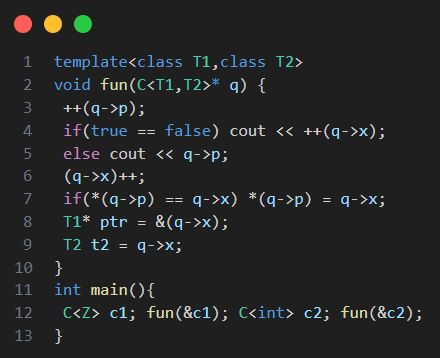 1 template<class T1,class T2>
2 void fun(C<T1,T2>* q) {
3 ++(q->p);
4 if(true == false) cout << ++(q->x);
5 else cout << q->p;
6 (q->x)++;
7 if(*(q->p) == q->x) *(q->p) = q->x;
8 T1* ptr = &(q->x);
9 T2 t2 = q->x;
10 }
11 int main(){
12 C<Z> c1; fun(&c1); C<int> c2; fun(&c2);
13 }